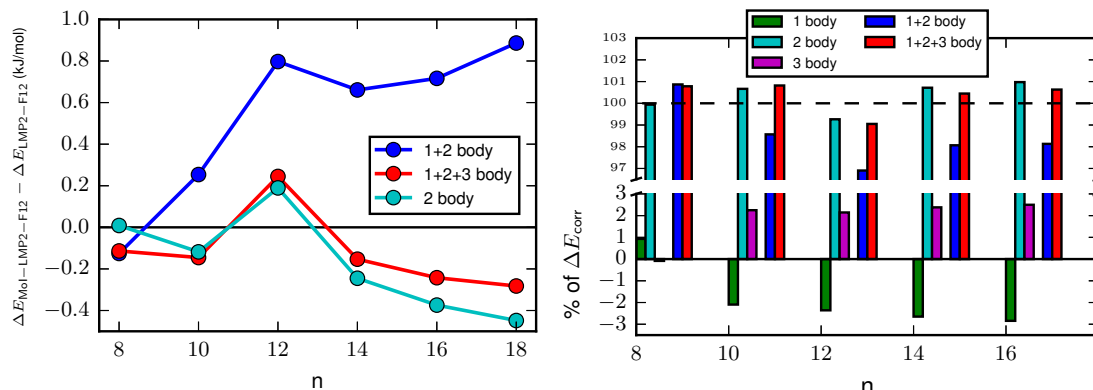 1.0
0.8
0.6
0.4
0.2
0.0
−0.2
−0.4
8 10 12 14 16 18
n
ΔE_Mol−LMP2−F12 − ΔE_LMP2−F12 (kJ/mol)
1+2 body
1+2+3 body
2 body
1 body
2 body
3 body
1+2 body
1+2+3 body
103
101
100
99
98
97
3
2
1
0
−1
−2
−3
8 10 12 14 16
n
% of ΔE_corr